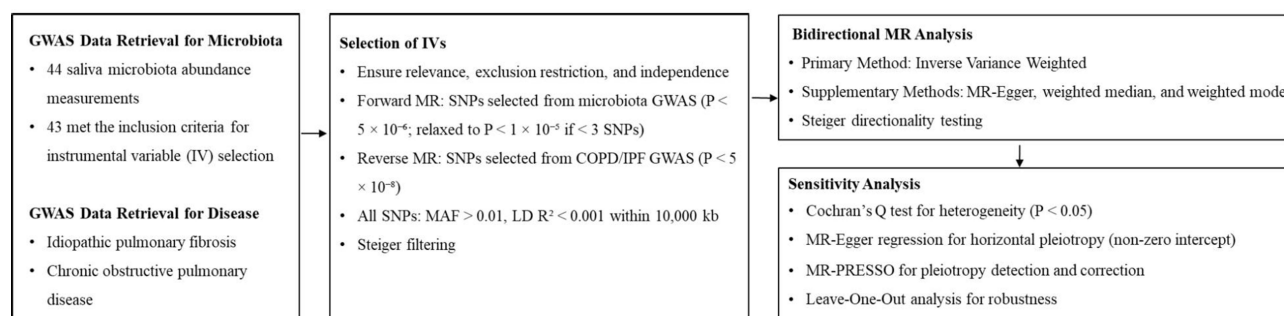 GWAS Data Retrieval for Microbiota
• 44 saliva microbiota abundance
measurements
• 43 met the inclusion criteria for
instrumental variable (IV) selection
GWAS Data Retrieval for Disease
• Idiopathic pulmonary fibrosis
• Chronic obstructive pulmonary
disease
Selection of IVs
• Ensure relevance, exclusion restriction, and independence
• Forward MR: SNPs selected from microbiota GWAS (P <
5 × 10⁻⁶; relaxed to P < 1 × 10⁻⁵ if < 3 SNPs)
• Reverse MR: SNPs selected from COPD/IPF GWAS (P < 5
× 10⁻⁸)
• All SNPs: MAF > 0.01, LD R² < 0.001 within 10,000 kb
• Steiger filtering
Bidirectional MR Analysis
• Primary Method: Inverse Variance Weighted
• Supplementary Methods: MR-Egger, weighted median, and weighted mode
• Steiger directionality testing
Sensitivity Analysis
• Cochran's Q test for heterogeneity (P < 0.05)
• MR-Egger regression for horizontal pleiotropy (non-zero intercept)
• MR-PRESSO for pleiotropy detection and correction
• Leave-One-Out analysis for robustness